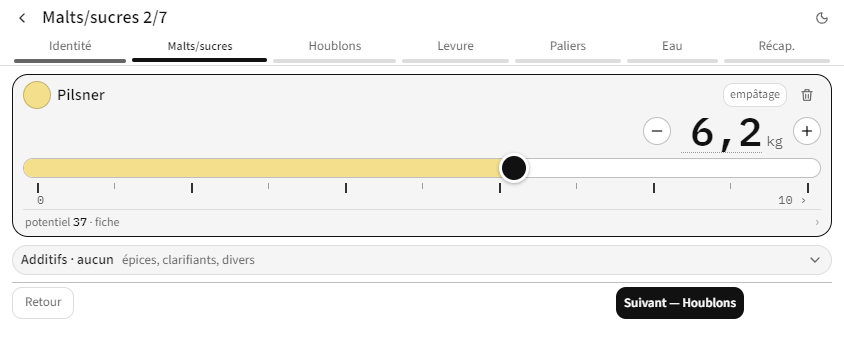 Malts/sucres 2/7
Identité Malts/sucres Houblons Levure Paliers Eau Récap.
Pilsner empâtage
− 6,2 kg +
0 10 ›
potentiel 37 · fiche ›
Additifs · aucun épices, clarifiants, divers
Retour Suivant — Houblons